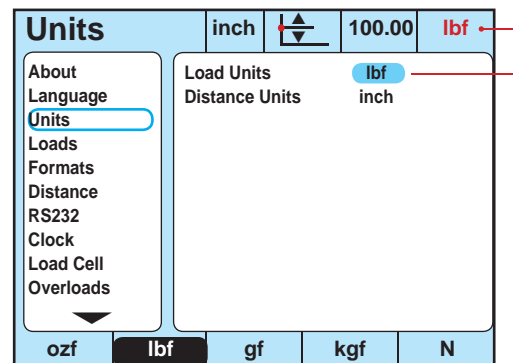 Units inch 100.00 lbf
About
Language
Units
Loads
Formats
Distance
RS232
Clock
Load Cell
Overloads
Load Units lbf
Distance Units inch
ozf lbf gf kgf N